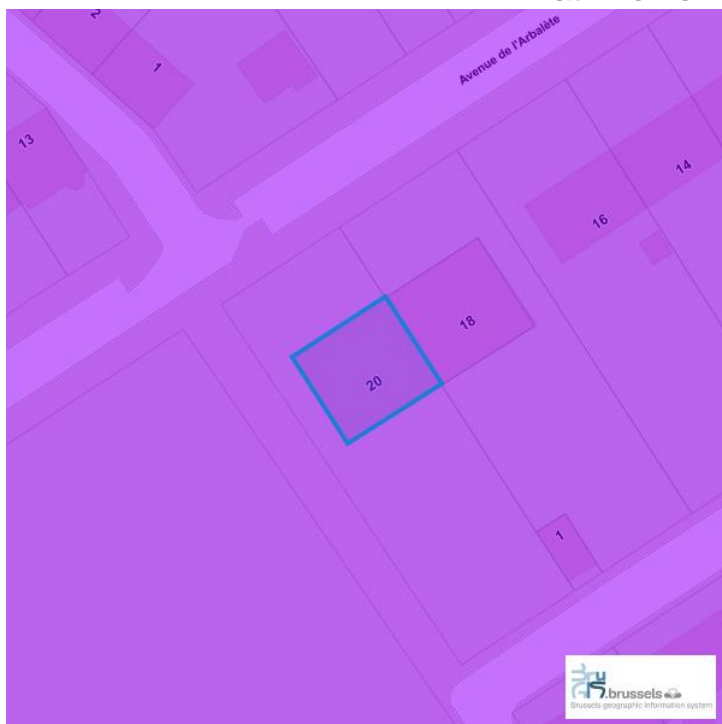 2
1
Avenue de l'Arbalète
13
14
16
18
20
1
.brussels
Brussels geographic information system